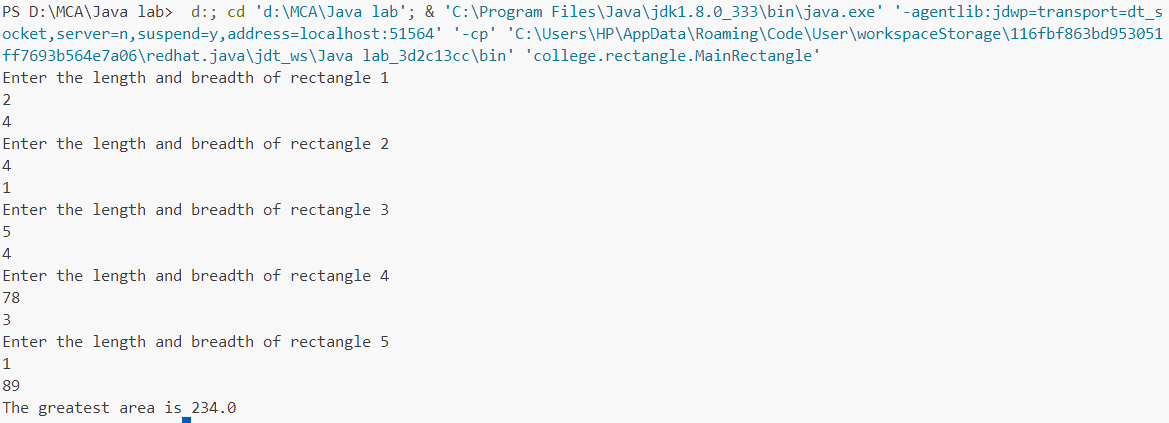 PS D:\MCA\Java lab>  d:; cd 'd:\MCA\Java lab'; & 'C:\Program Files\Java\jdk1.8.0_333\bin\java.exe' '-agentlib:jdwp=transport=dt_s
ocket,server=n,suspend=y,address=localhost:51564' '-cp' 'C:\Users\HP\AppData\Roaming\Code\User\workspaceStorage\116fbf863bd953051
ff7693b564e7a06\redhat.java\jdt_ws\Java lab_3d2c13cc\bin' 'college.rectangle.MainRectangle'
Enter the length and breadth of rectangle 1
2
4
Enter the length and breadth of rectangle 2
4
1
Enter the length and breadth of rectangle 3
5
4
Enter the length and breadth of rectangle 4
78
3
Enter the length and breadth of rectangle 5
1
89
The greatest area is 234.0